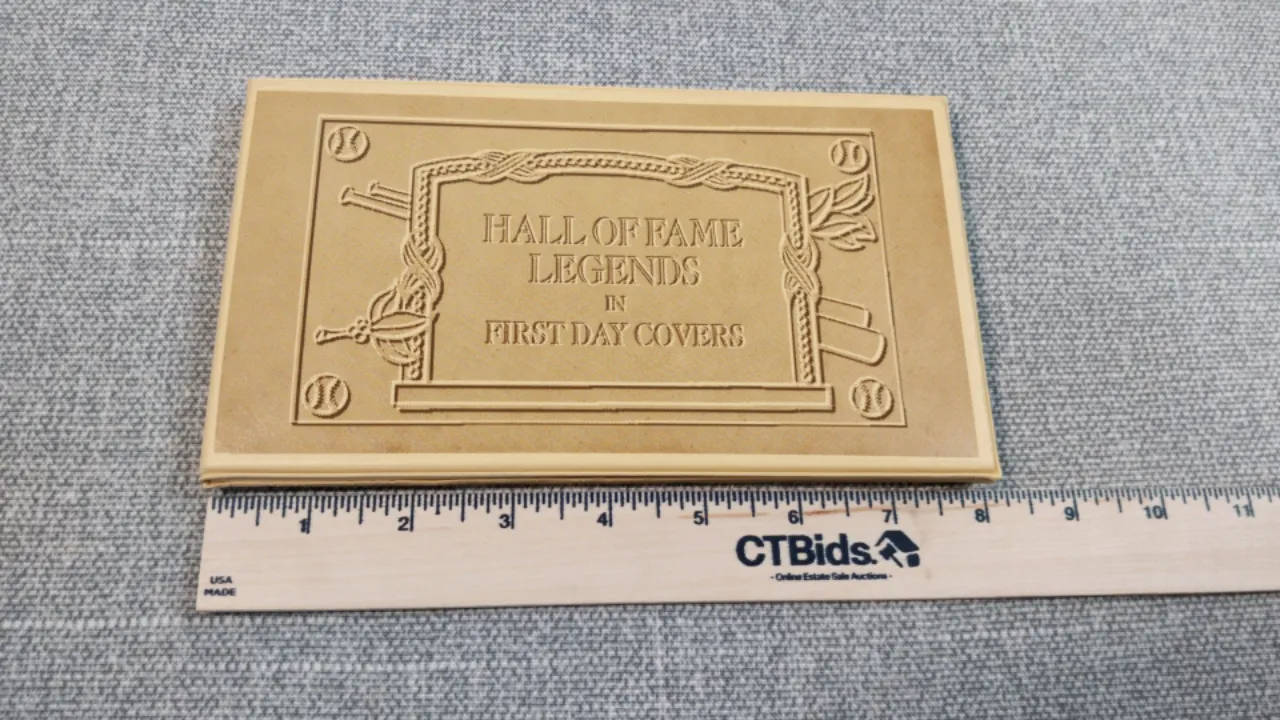 HALL OF FAME
LEGENDS
IN
FIRST DAY COVERS
1 2 3 4 5 6 7 8 9 10 11
CTBids.
- Online Estate Sale Auctions -
USA
MADE